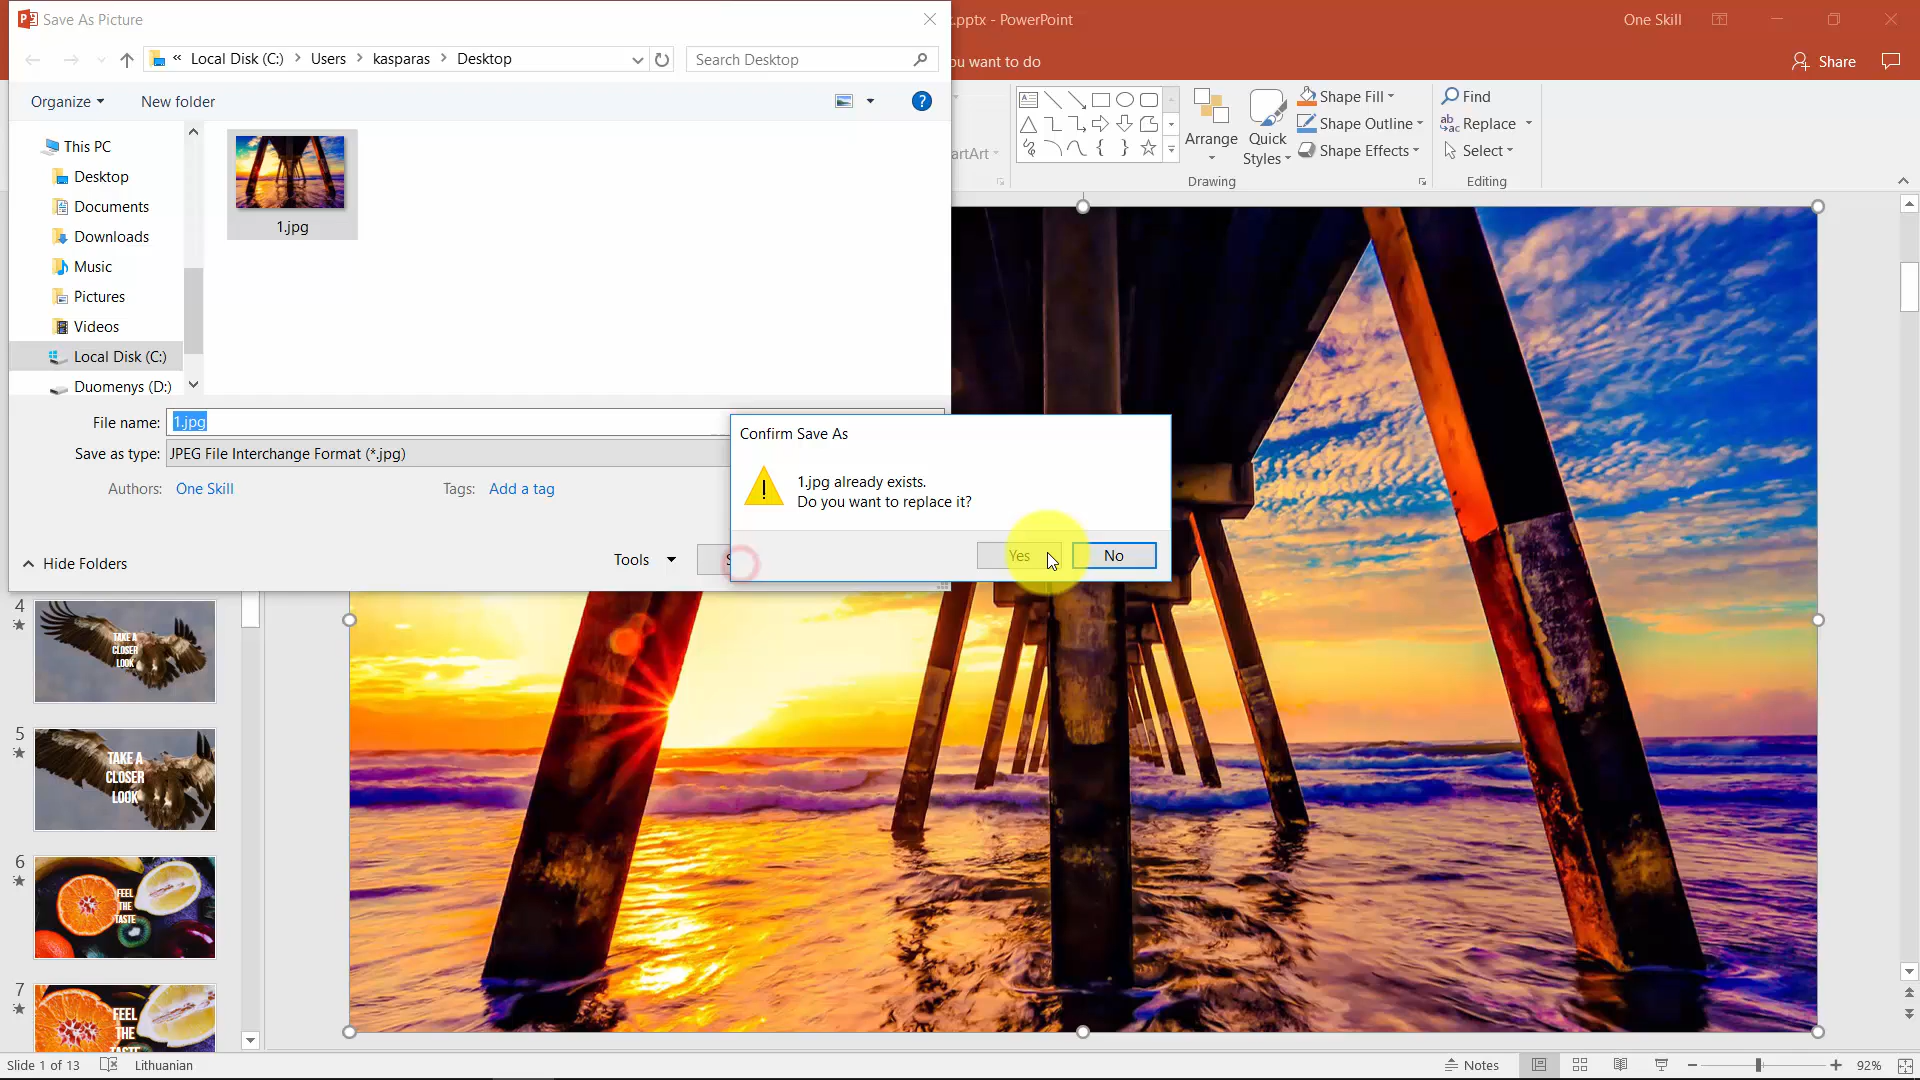 Save As Picture
.pptx - PowerPoint
One Skill
« Local Disk (C:) > Users > kasparas > Desktop
Search Desktop
ou want to do
Share
Organize
New folder
?
This PC
Desktop
Documents
Downloads
Music
Pictures
Videos
Local Disk (C:)
Duomenys (D:)
1.jpg
artArt
Arrange
Quick
Styles
Shape Fill
Shape Outline
Shape Effects
Drawing
Find
Replace
Select
Editing
File name:
1.jpg
Save as type:
JPEG File Interchange Format (*.jpg)
Authors:
One Skill
Tags:
Add a tag
Hide Folders
Tools
Confirm Save As
1.jpg already exists.
Do you want to replace it?
Yes
No
4
TAKE A
CLOSER
LOOK
5
TAKE A
CLOSER
LOOK
6
FEEL
THE
TASTE
7
FEEL
THE
Slide 1 of 13
Lithuanian
Notes
92%